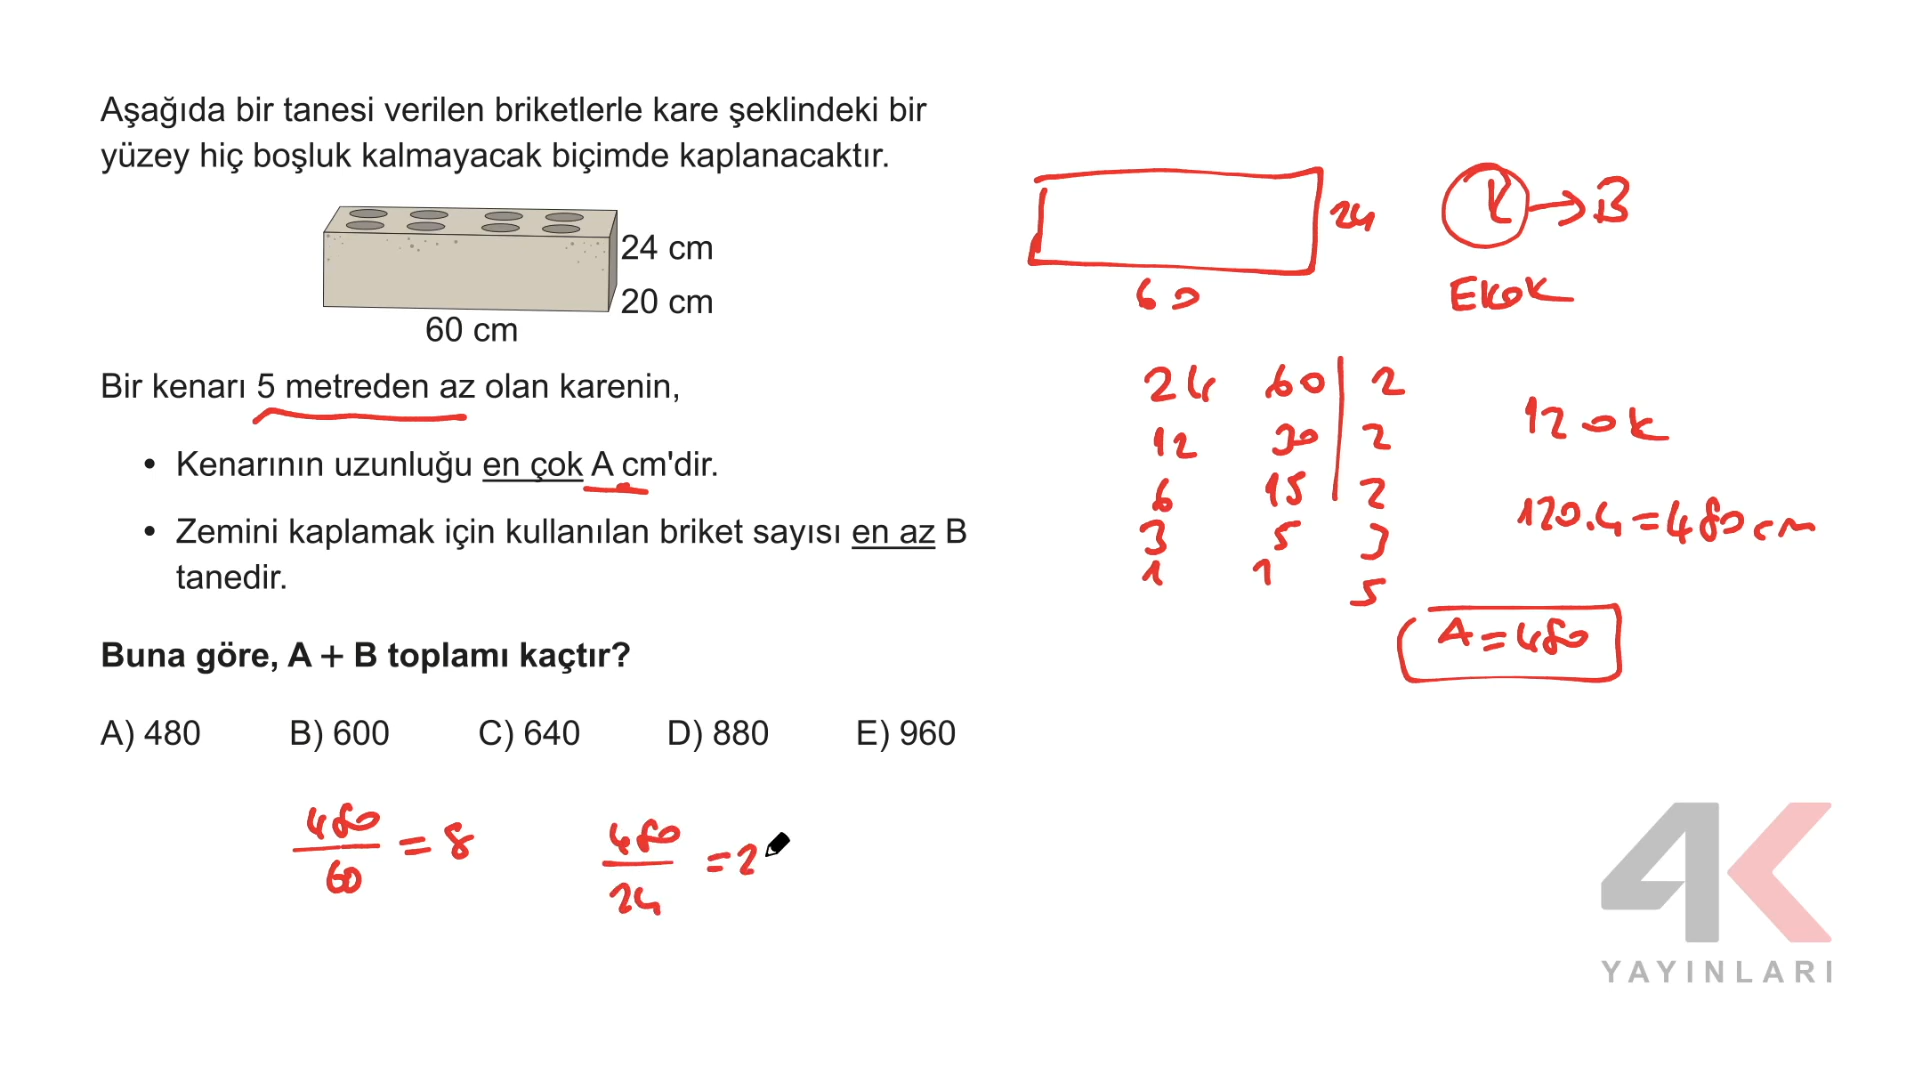 Aşağıda bir tanesi verilen briketlerle kare şeklindeki bir
yüzey hiç boşluk kalmayacak biçimde kaplanacaktır.
24 cm
20 cm
60 cm
Bir kenarı 5 metreden az olan karenin,
• Kenarının uzunluğu en çok A cm'dir.
• Zemini kaplamak için kullanılan briket sayısı en az B
tanedir.
Buna göre, A + B toplamı kaçtır?
A) 480 B) 600 C) 640 D) 880 E) 960
480/60 = 8
480/24 = 2
24
60
K → B
EKOK
24 60 | 2
12 30 | 2
6 15 | 2
3 5 3
1 1
5
120k
120.4=480cm
A=480
4K
YAYINLARI